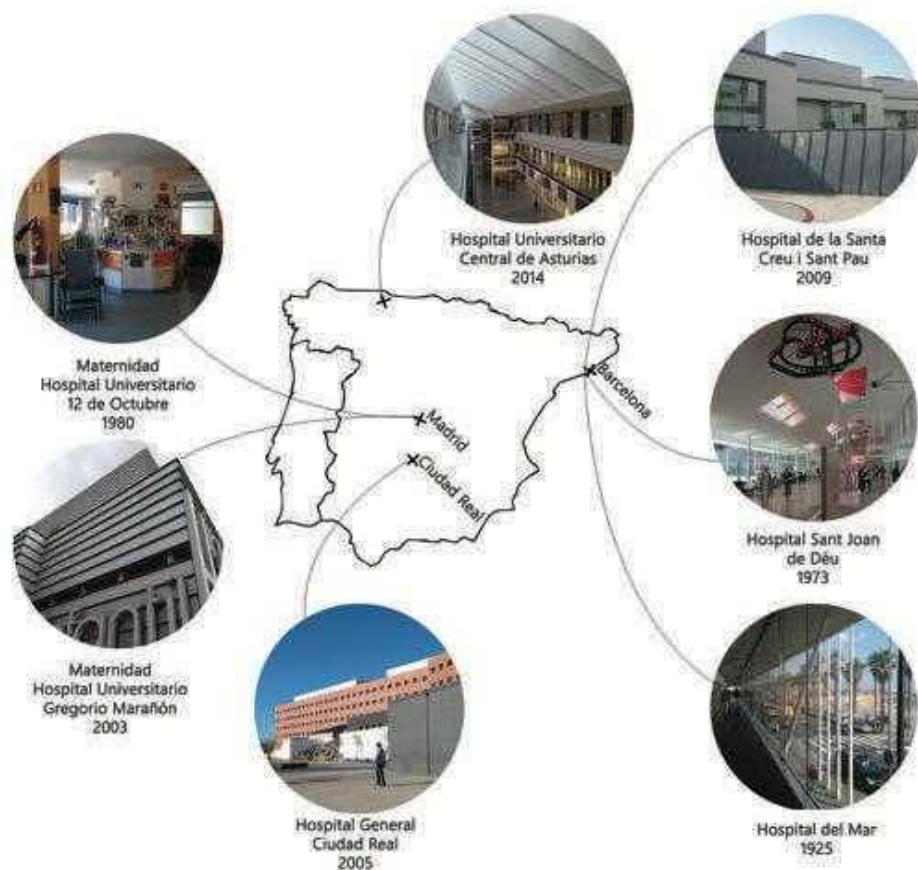 Hospital Universitario
Central de Asturias
2014
Hospital de la Santa
Creu i Sant Pau
2009
Maternidad
Hospital Universitario
12 de Octubre
1980
Barcelona
Madrid
Ciudad Real
Hospital Sant Joan
de Déu
1973
Maternidad
Hospital Universitario
Gregorio Marañón
2003
Hospital General
Ciudad Real
2005
Hospital del Mar
1925